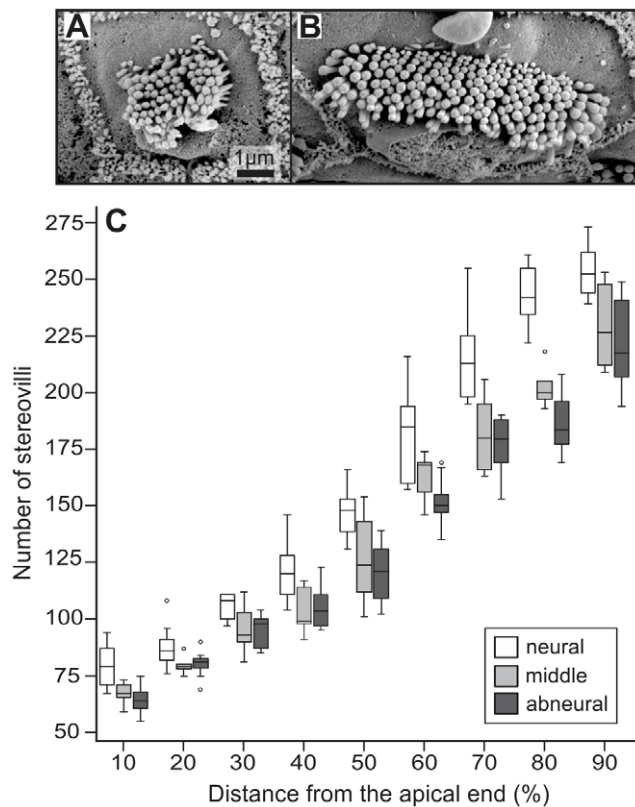 A
B
1µm
C
275
250
225
200
175
150
125
100
75
50
Number of stereovilli
10 20 30 40 50 60 70 80 90
Distance from the apical end (%)
neural
middle
abneural